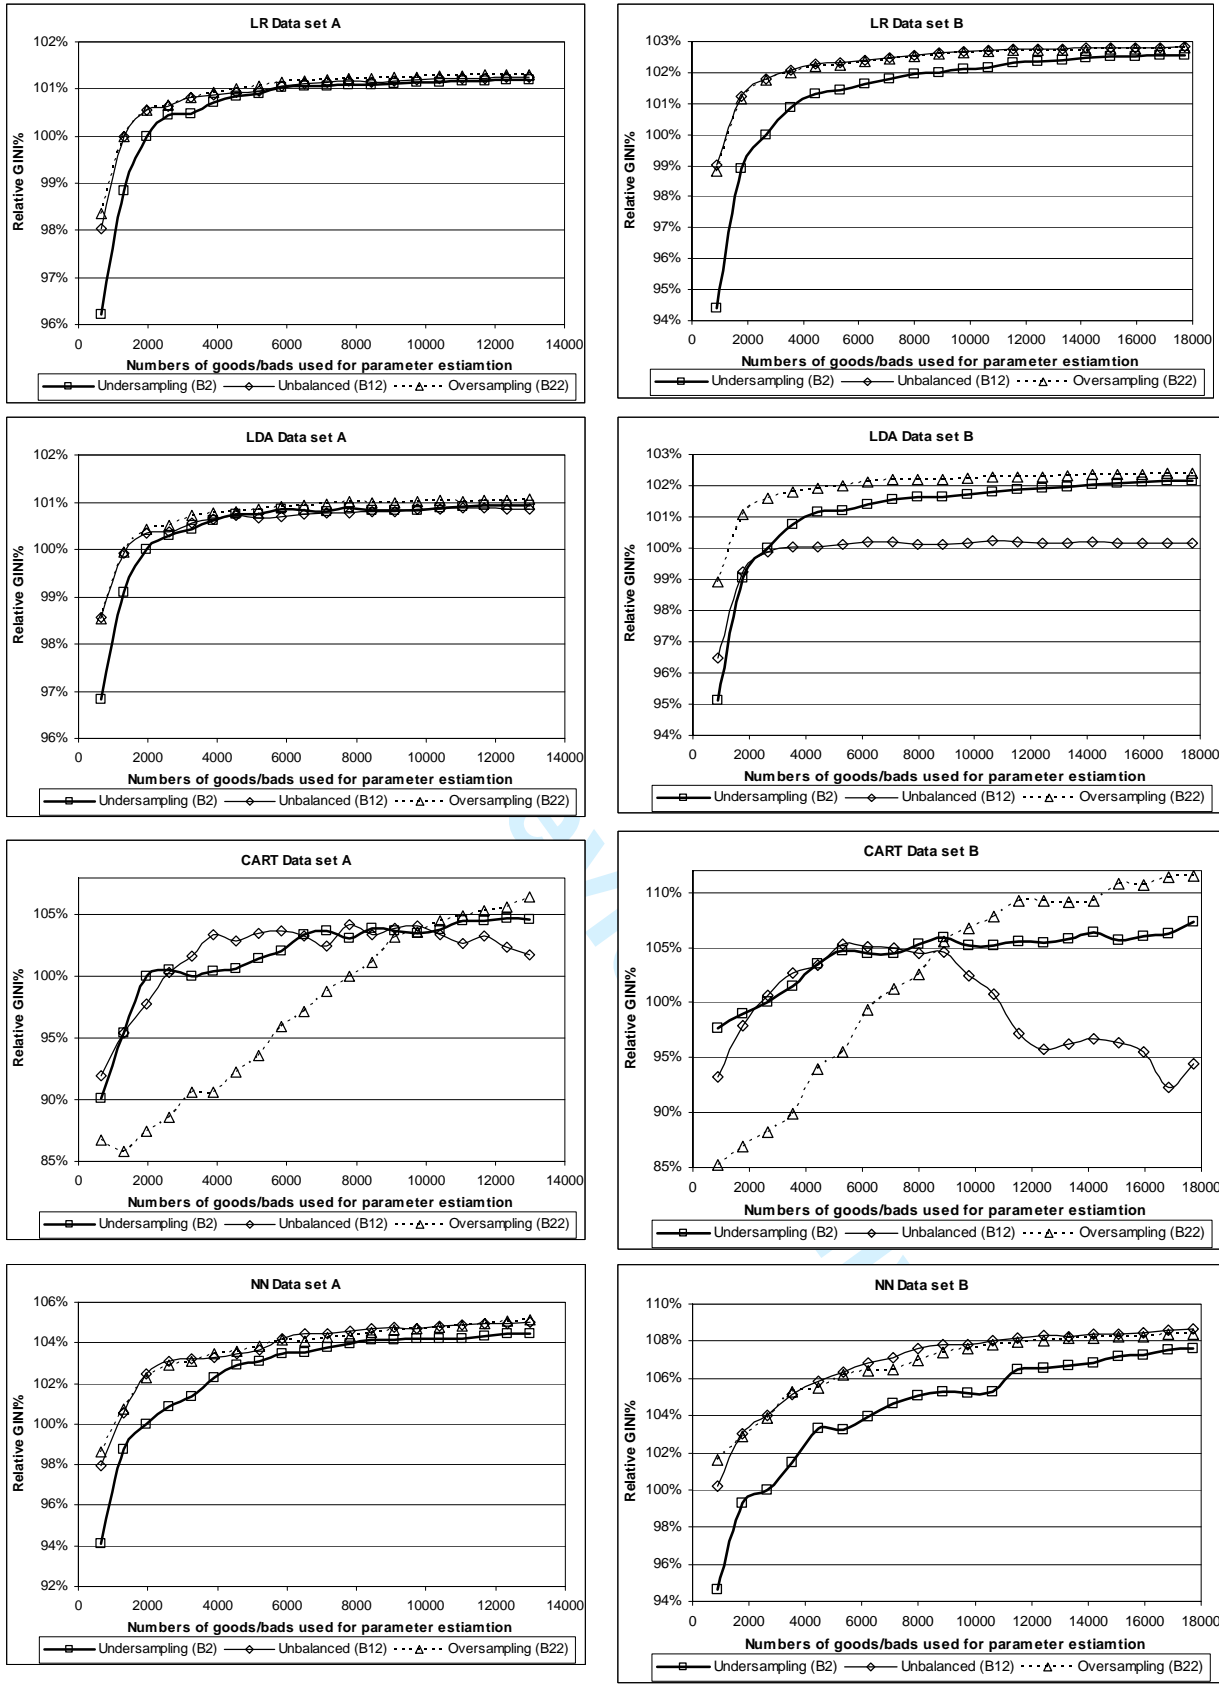 LR Data set A
102%
101%
100%
99%
98%
97%
96%
Relative GINI%
0 2000 4000 6000 8000 10000 12000 14000
Numbers of goods/bads used for parameter estiamtion
Undersampling (B2) Unbalanced (B12) Oversampling (B22)
LR Data set B
103%
102%
101%
100%
99%
98%
97%
96%
95%
94%
Relative GINI%
0 2000 4000 6000 8000 10000 12000 14000 16000 18000
Numbers of goods/bads used for parameter estiamtion
Undersampling (B2) Unbalanced (B12) Oversampling (B22)
LDA Data set A
102%
101%
100%
99%
98%
97%
96%
Relative GINI%
0 2000 4000 6000 8000 10000 12000 14000
Numbers of goods/bads used for parameter estiamtion
Undersampling (B2) Unbalanced (B12) Oversampling (B22)
LDA Data set B
103%
102%
101%
100%
99%
98%
97%
96%
95%
94%
Relative GINI%
0 2000 4000 6000 8000 10000 12000 14000 16000 18000
Numbers of goods/bads used for parameter estiamtion
Undersampling (B2) Unbalanced (B12) Oversampling (B22)
CART Data set A
105%
100%
95%
90%
85%
Relative GINI%
0 2000 4000 6000 8000 10000 12000 14000
Numbers of goods/bads used for parameter estiamtion
Undersampling (B2) Unbalanced (B12) Oversampling (B22)
CART Data set B
110%
105%
100%
95%
90%
85%
Relative GINI%
0 2000 4000 6000 8000 10000 12000 14000 16000 18000
Numbers of goods/bads used for parameter estiamtion
Undersampling (B2) Unbalanced (B12) Oversampling (B22)
NN Data set A
106%
104%
102%
100%
98%
96%
94%
92%
Relative GINI%
0 2000 4000 6000 8000 10000 12000 14000
Numbers of goods/bads used for parameter estiamtion
Undersampling (B2) Unbalanced (B12) Oversampling (B22)
NN Data set B
110%
108%
106%
104%
102%
100%
98%
96%
94%
Relative GINI%
0 2000 4000 6000 8000 10000 12000 14000 16000 18000
Numbers of goods/bads used for parameter estiamtion
Undersampling (B2) Unbalanced (B12) Oversampling (B22)